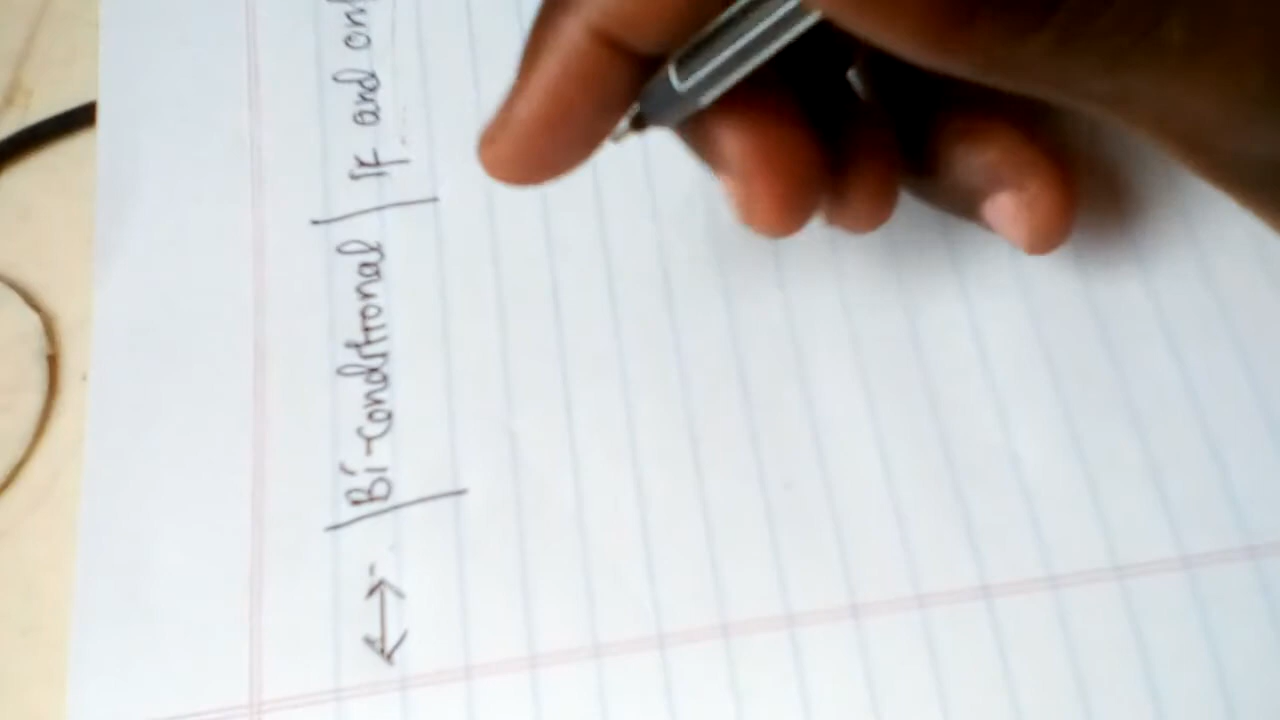 ↔ | Bi-conditional | If and